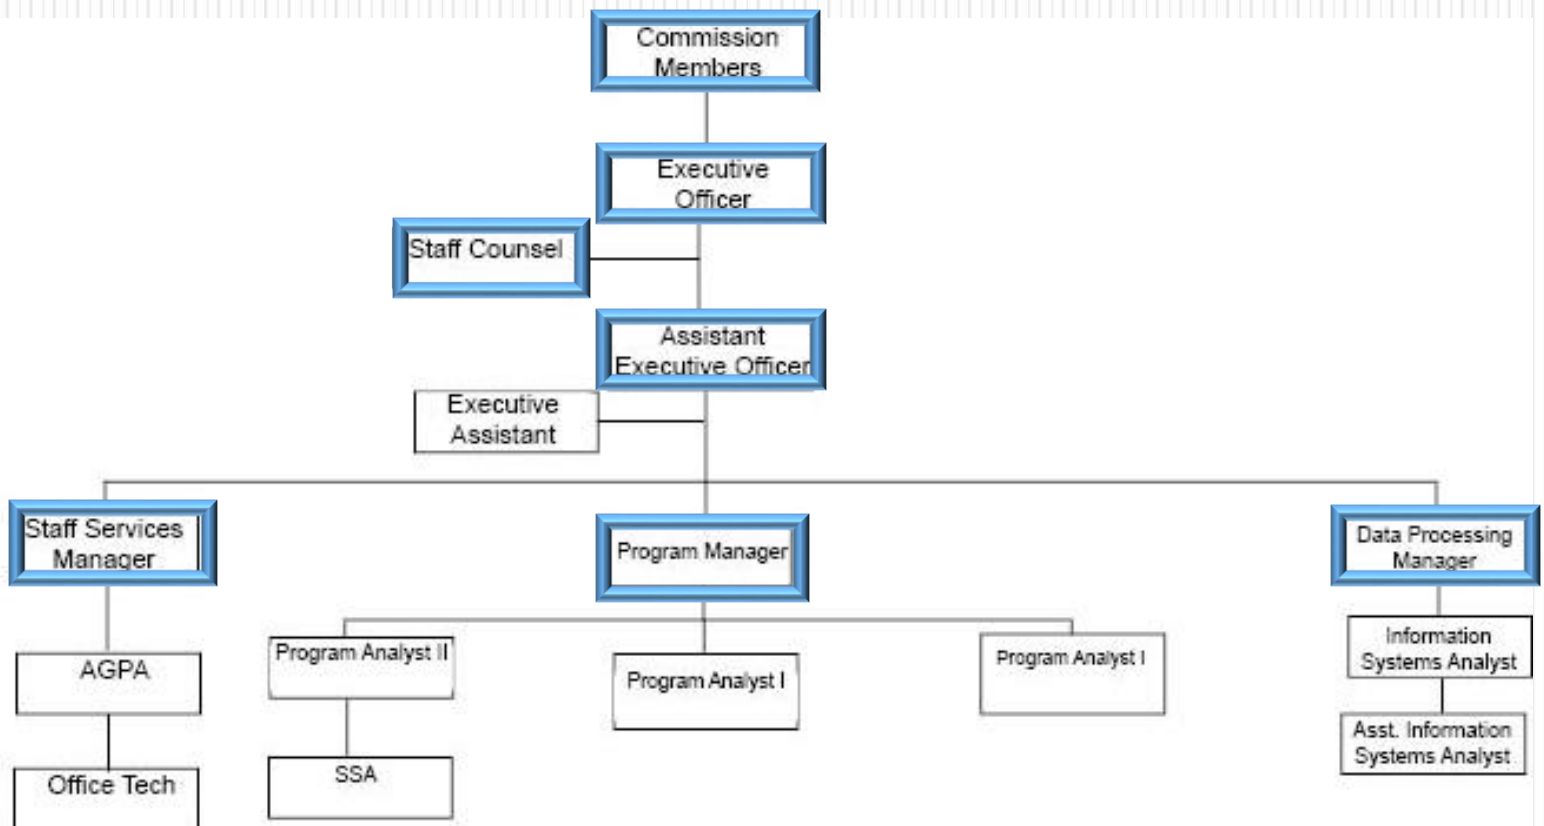 Commission
Members
Executive
Officer
Staff Counsel
Assistant
Executive Officer
Executive
Assistant
Staff Services
Manager
Program Manager
Data Processing
Manager
Program Analyst II
Program Analyst I
Program Analyst I
Information
Systems Analyst
AGPA
Asst. Information
Systems Analyst
SSA
Office Tech